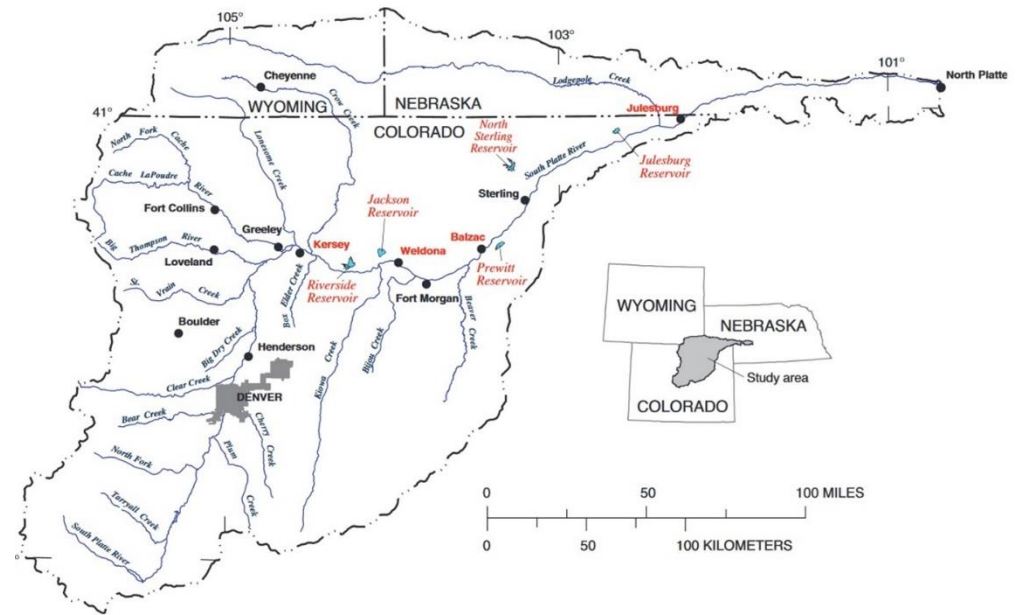 105°
103°
101°
Cheyenne
North Platte
Lodgepole Creek
Crow Creek
WYOMING
NEBRASKA
41°
COLORADO
Julesburg
North
Sterling
Reservoir
North Fork Cache
Lonesome Creek
South Platte River
Julesburg
Reservoir
Cache LaPoudre River
Sterling
Fort Collins
Jackson
Reservoir
Greeley
Kersey
Balzac
Big Thompson River
Weldona
Loveland
Riverside
Reservoir
Prewitt
Reservoir
St. Vrain Creek
Box Elder Creek
Fort Morgan
Boulder
Big Dry Creek
Henderson
Kiowa Creek
Bijou Creek
Beaver Creek
Clear Creek
DENVER
Bear Creek
Cherry Creek
North Fork
Plum Creek
Tarryall Creek
South Platte River
WYOMING
NEBRASKA
Study area
COLORADO
0 50 100 MILES
0 50 100 KILOMETERS